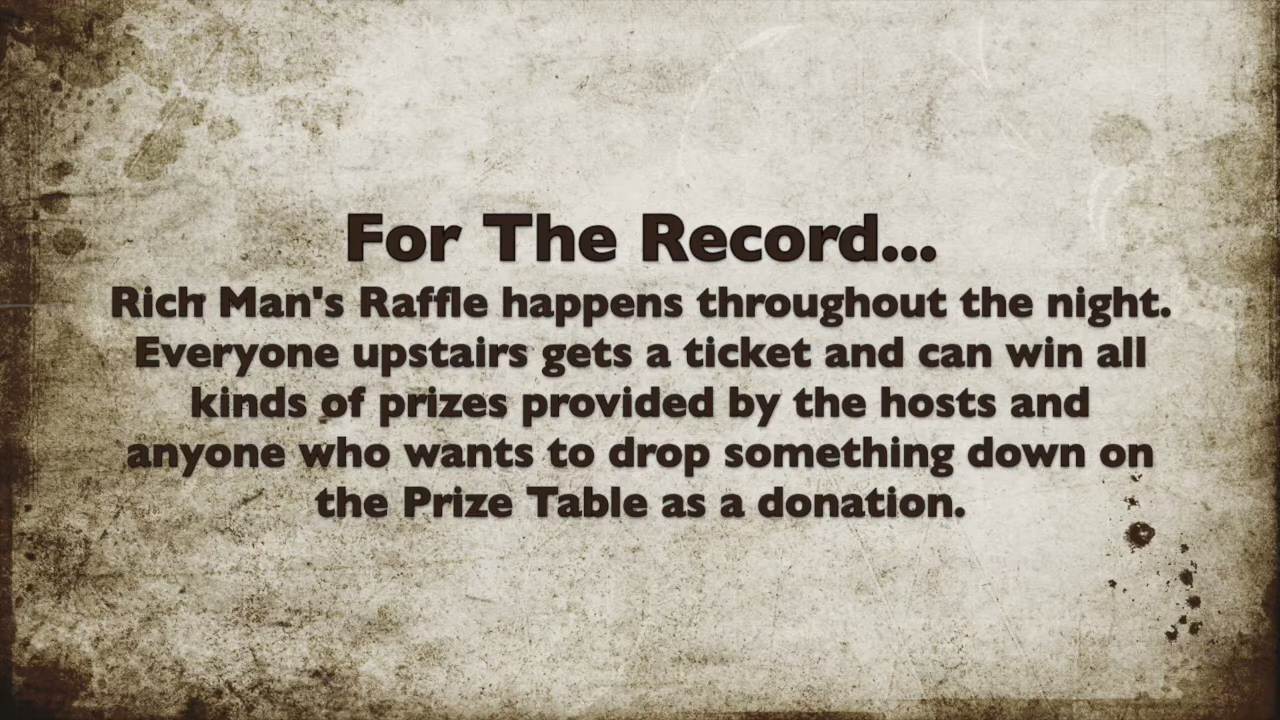 For The Record...
Rich Man's Raffle happens throughout the night.
Everyone upstairs gets a ticket and can win all
kinds of prizes provided by the hosts and
anyone who wants to drop something down on
the Prize Table as a donation.